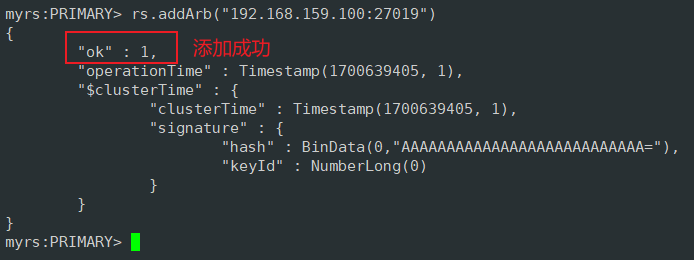 myrs:PRIMARY> rs.addArb("192.168.159.100:27019")
{
"ok" : 1, 添加成功
"operationTime" : Timestamp(1700639405, 1),
"$clusterTime" : {
"clusterTime" : Timestamp(1700639405, 1),
"signature" : {
"hash" : BinData(0,"AAAAAAAAAAAAAAAAAAAAAAAAAAA="),
"keyId" : NumberLong(0)
}
}
}
myrs:PRIMARY>